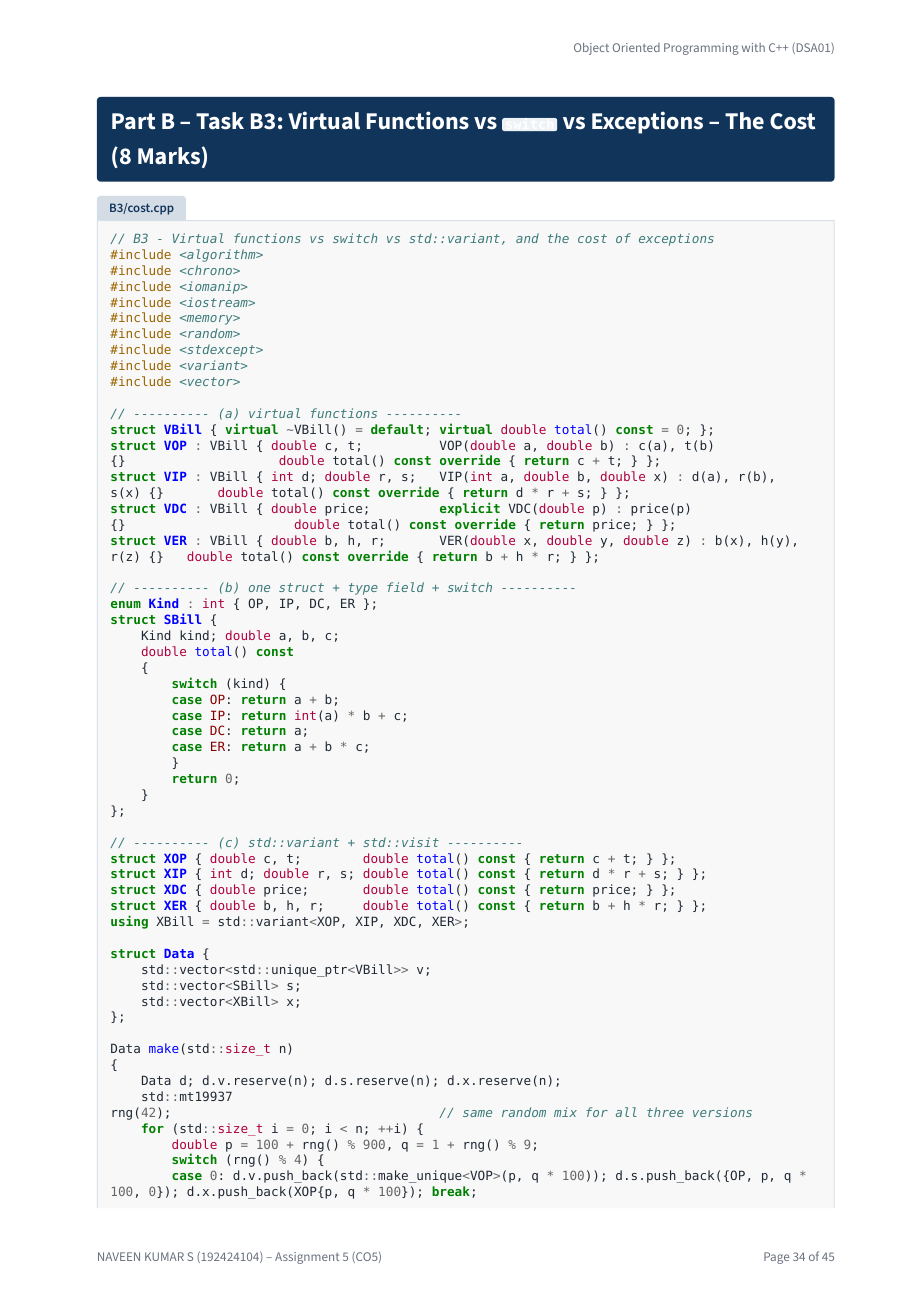 Object Oriented Programming with C++ (DSA01)
Part B – Task B3: Virtual Functions vs switch vs Exceptions – The Cost
(8 Marks)
B3/cost.cpp
// B3 - Virtual functions vs switch vs std::variant, and the cost of exceptions
#include <algorithm>
#include <chrono>
#include <iomanip>
#include <iostream>
#include <memory>
#include <random>
#include <stdexcept>
#include <variant>
#include <vector>

// ---------- (a) virtual functions ----------
struct VBill { virtual ~VBill() = default; virtual double total() const = 0; };
struct VOP : VBill { double c, t;          VOP(double a, double b) : c(a), t(b)
{}                    double total() const override { return c + t; } };
struct VIP : VBill { int d; double r, s;   VIP(int a, double b, double x) : d(a), r(b),
s(x) {}       double total() const override { return d * r + s; } };
struct VDC : VBill { double price;         explicit VDC(double p) : price(p)
{}                      double total() const override { return price; } };
struct VER : VBill { double b, h, r;       VER(double x, double y, double z) : b(x), h(y),
r(z) {}   double total() const override { return b + h * r; } };

// ---------- (b) one struct + type field + switch ----------
enum Kind : int { OP, IP, DC, ER };
struct SBill {
    Kind kind; double a, b, c;
    double total() const
    {
        switch (kind) {
        case OP: return a + b;
        case IP: return int(a) * b + c;
        case DC: return a;
        case ER: return a + b * c;
        }
        return 0;
    }
};

// ---------- (c) std::variant + std::visit ----------
struct XOP { double c, t;        double total() const { return c + t; } };
struct XIP { int d; double r, s; double total() const { return d * r + s; } };
struct XDC { double price;       double total() const { return price; } };
struct XER { double b, h, r;     double total() const { return b + h * r; } };
using XBill = std::variant<XOP, XIP, XDC, XER>;

struct Data {
    std::vector<std::unique_ptr<VBill>> v;
    std::vector<SBill> s;
    std::vector<XBill> x;
};

Data make(std::size_t n)
{
    Data d; d.v.reserve(n); d.s.reserve(n); d.x.reserve(n);
    std::mt19937
rng(42);                                   // same random mix for all three versions
    for (std::size_t i = 0; i < n; ++i) {
        double p = 100 + rng() % 900, q = 1 + rng() % 9;
        switch (rng() % 4) {
        case 0: d.v.push_back(std::make_unique<VOP>(p, q * 100)); d.s.push_back({OP, p, q *
100, 0}); d.x.push_back(XOP{p, q * 100}); break;
NAVEEN KUMAR S (192424104) – Assignment 5 (CO5)
Page 34 of 45